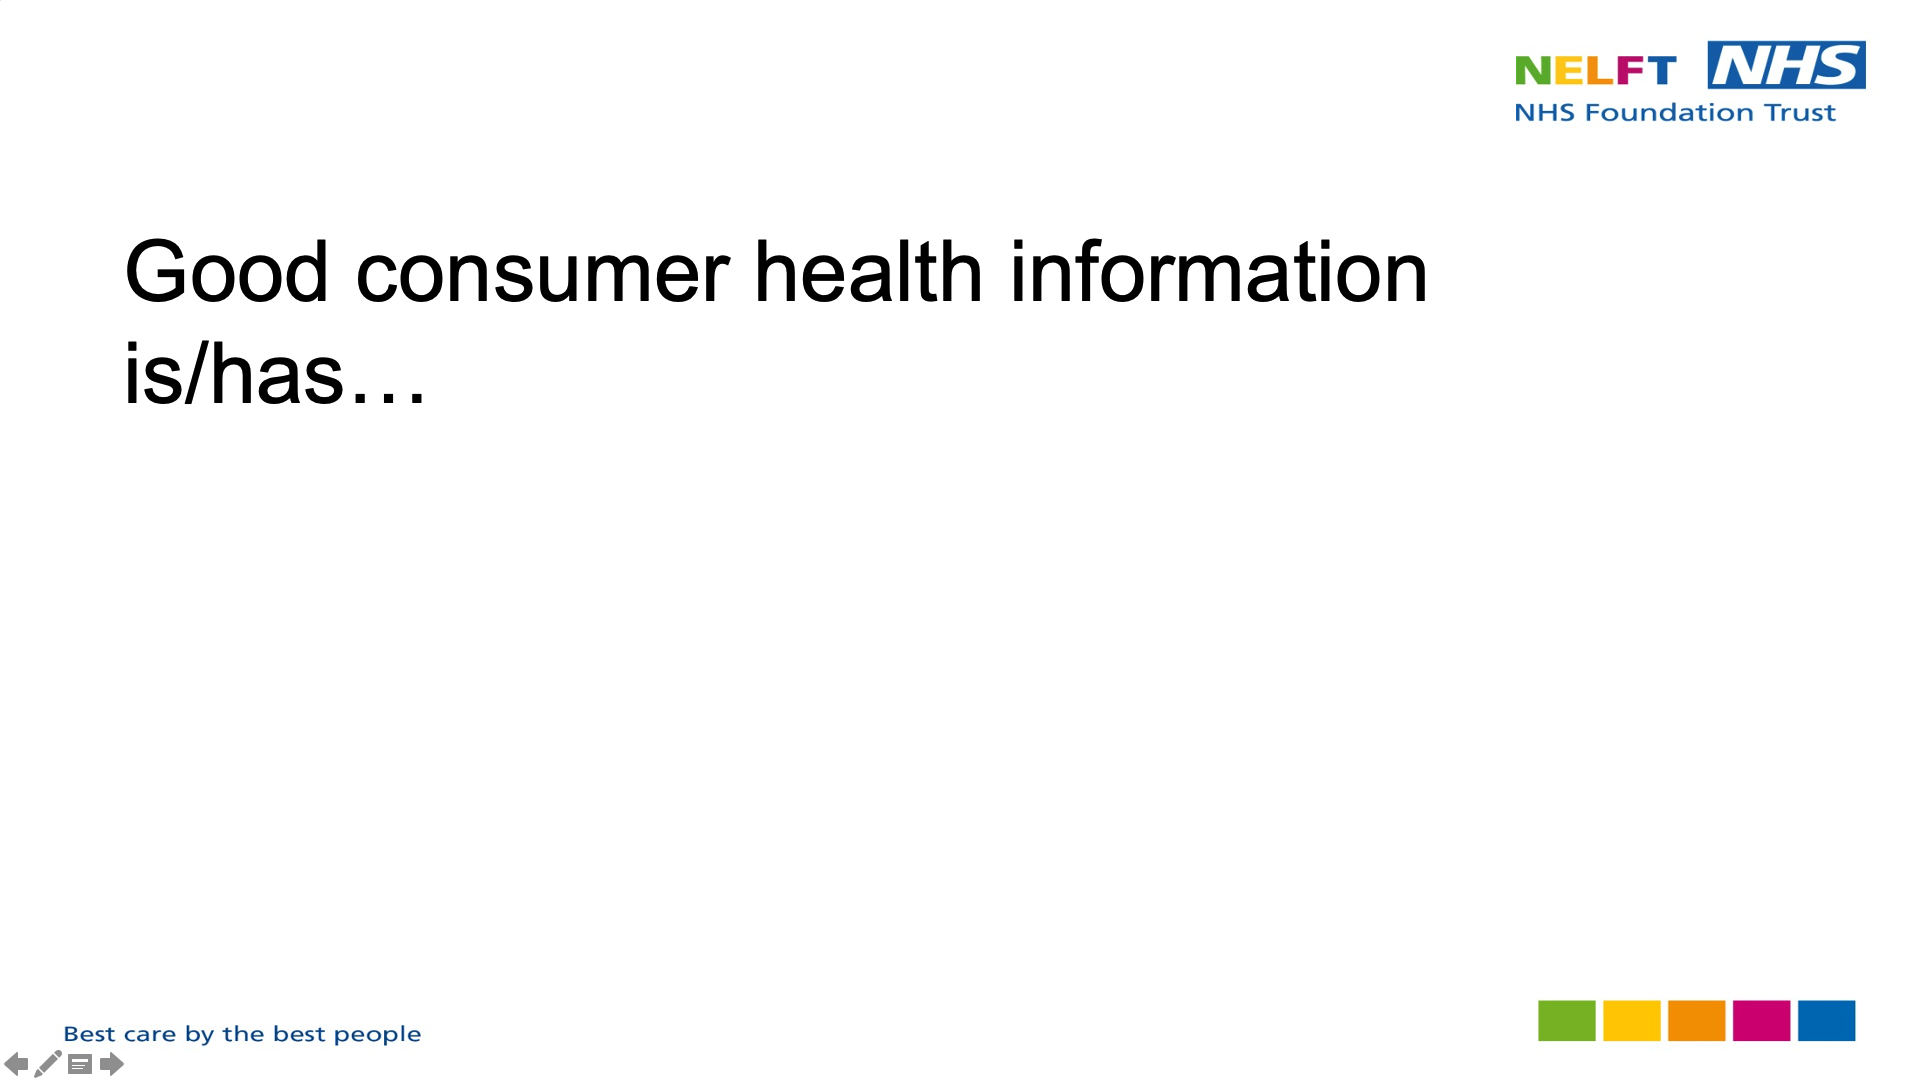 NELFT NHS
NHS Foundation Trust
Good consumer health information
is/has…
Best care by the best people